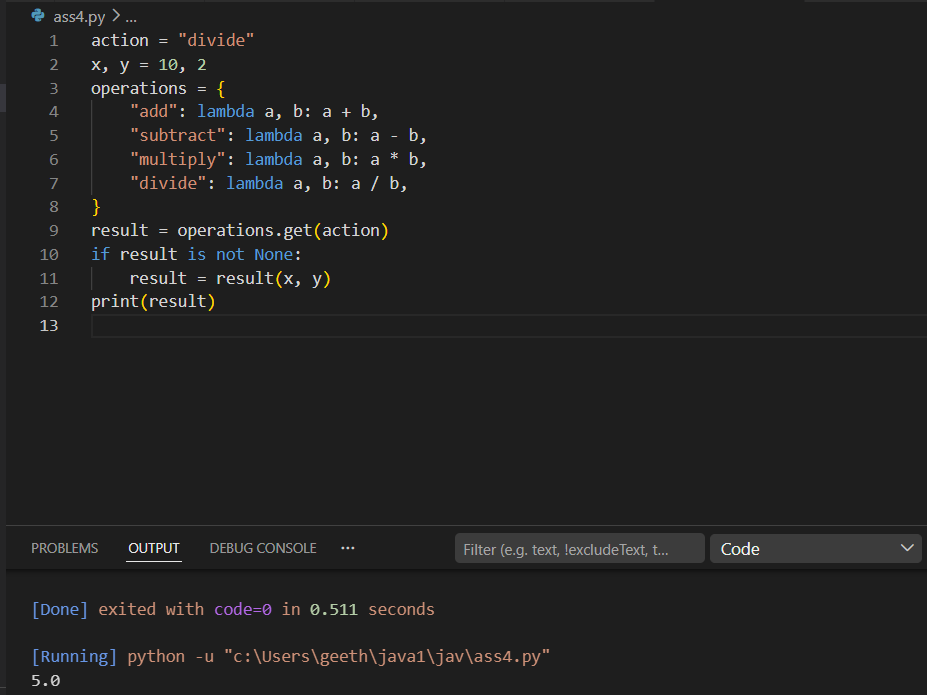 ass4.py > ...
1 action = "divide"
2 x, y = 10, 2
3 operations = {
4     "add": lambda a, b: a + b,
5     "subtract": lambda a, b: a - b,
6     "multiply": lambda a, b: a * b,
7     "divide": lambda a, b: a / b,
8 }
9 result = operations.get(action)
10 if result is not None:
11     result = result(x, y)
12 print(result)
13
PROBLEMS OUTPUT DEBUG CONSOLE ··· Filter (e.g. text, !excludeText, t... Code
[Done] exited with code=0 in 0.511 seconds
[Running] python -u "c:\Users\geeth\java1\jav\ass4.py"
5.0